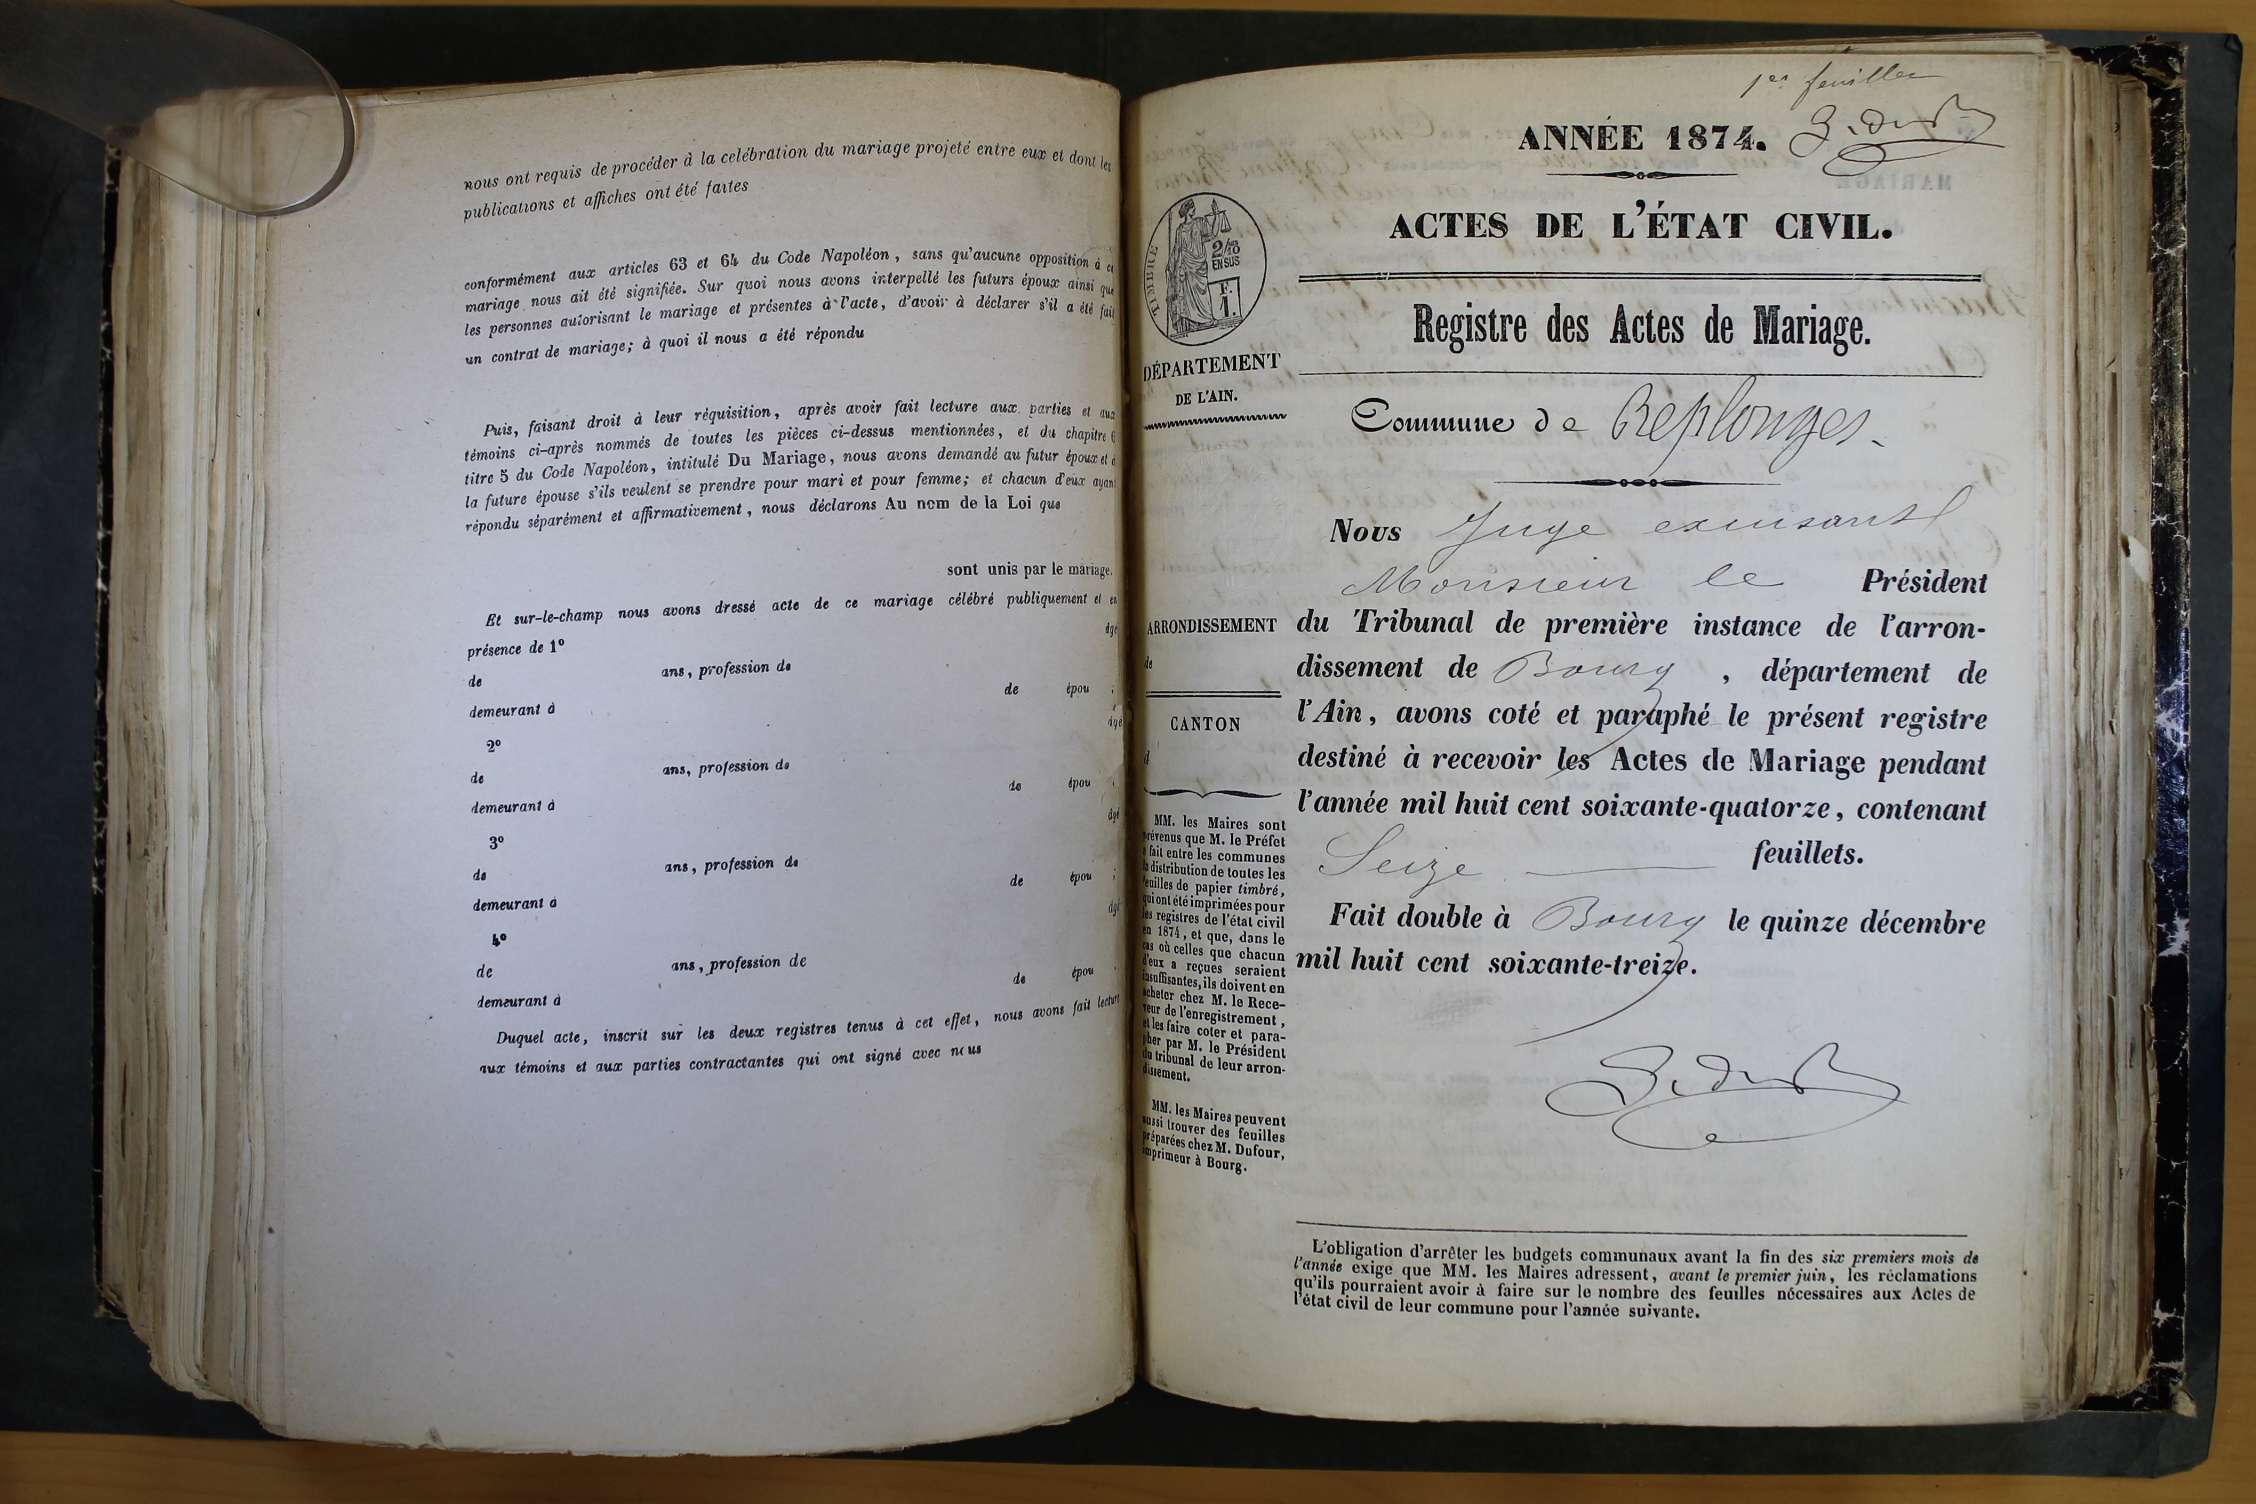 nous ont requis de procéder à la celébration du mariage projeté entre eux et dont les
publications et affiches ont été faites
conformément aux articles 63 et 64 du Code Napoléon, sans qu'aucune opposition à ce
mariage nous ait été signifiée. Sur quoi nous avons interpellé les futurs époux ainsi que
les personnes autorisant le mariage et présentes à l'acte, d'avoir à déclarer s'il a été fait
un contrat de mariage; à quoi il nous a été répondu
Puis, faisant droit à leur réquisition, après avoir fait lecture aux parties et aux
témoins ci-après nommés de toutes les pièces ci-dessus mentionnées, et du chapitre 6
titre 5 du Code Napoléon, intitulé Du Mariage, nous avons demandé au futur époux et à
la future épouse s'ils veulent se prendre pour mari et pour femme; et chacun d'eux ayant
répondu séparément et affirmativement, nous déclarons Au nom de la Loi que
sont unis par le mariage.
Et sur-le-champ nous avons dressé acte de ce mariage célébré publiquement et en
présence de 1º âgé
de ans, profession de
demeurant à de épou ;
2º âgé
de ans, profession de
demeurant à de épou ;
3º âgé
de ans, profession de
demeurant à de épou ;
4º âgé
de ans, profession de
demeurant à de épou
Duquel acte, inscrit sur les deux registres tenus à cet effet, nous avons fait lecture
aux témoins et aux parties contractantes qui ont signé avec nous
1er feuillet
ANNÉE 1874.
ACTES DE L'ÉTAT CIVIL.
Registre des Actes de Mariage.
Commune de Replonges.
TIMBRE
2/10
EN SUS
F.
1.
DÉPARTEMENT
DE L'AIN.
ARRONDISSEMENT
de
CANTON
d
MM. les Maires sont
prévenus que M. le Préfet
a fait entre les communes
la distribution de toutes les
feuilles de papier timbré,
qui ont été imprimées pour
les registres de l'état civil
en 1874, et que, dans le
cas où celles que chacun
d'eux a reçues seraient
insuffisantes, ils doivent en
acheter chez M. le Rece-
veur de l'enregistrement,
et les faire coter et para-
pher par M. le Président
du tribunal de leur arron-
dissement.
MM. les Maires peuvent
aussi trouver des feuilles
préparées chez M. Dufour,
imprimeur à Bourg.
Nous Juge
Monsieur le Président
du Tribunal de première instance de l'arron-
dissement de Bourg, département de
l'Ain, avons coté et paraphé le présent registre
destiné à recevoir les Actes de Mariage pendant
l'année mil huit cent soixante-quatorze, contenant
Seize feuillets.
Fait double à Bourg le quinze décembre
mil huit cent soixante-treize.
L'obligation d'arrêter les budgets communaux avant la fin des six premiers mois de
l'année exige que MM. les Maires adressent, avant le premier juin, les réclamations
qu'ils pourraient avoir à faire sur le nombre des feuilles nécessaires aux Actes de
l'état civil de leur commune pour l'année suivante.